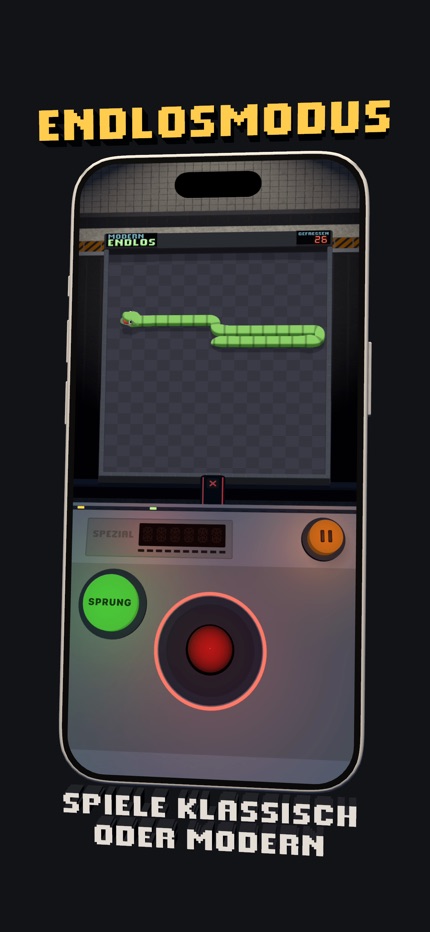 ENDLOSMODUS
MODERN
ENDLOS
GEFRESSEN
26
SPEZIAL
SPRUNG
SPIELE KLASSISCH
ODER MODERN